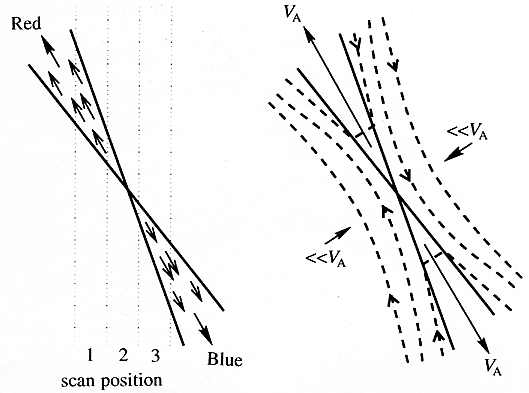 Red
1 2 3
Blue
scan position
V_A
<<V_A
<<V_A
V_A